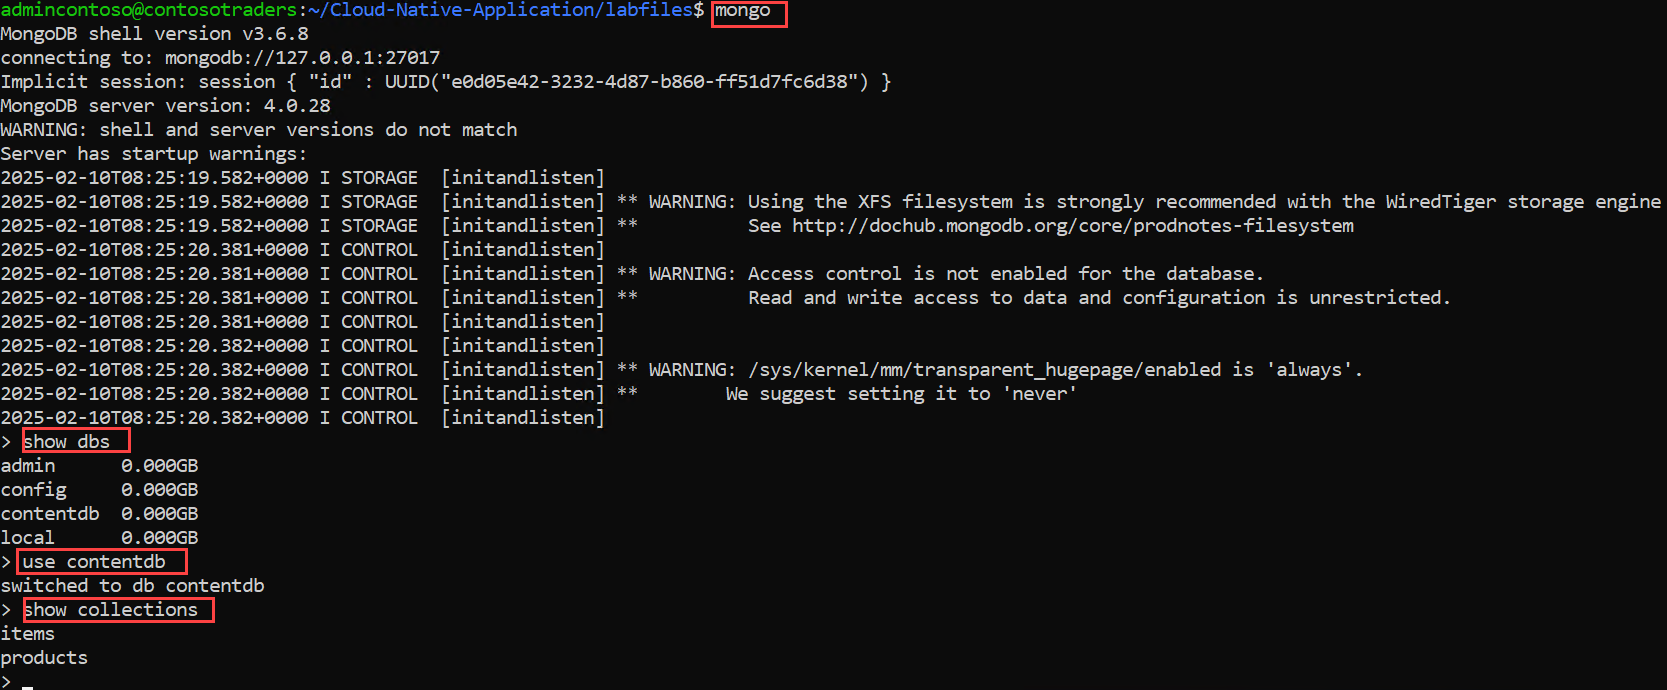 admincontoso@contosotraders:~/Cloud-Native-Application/labfiles$ mongo
MongoDB shell version v3.6.8
connecting to: mongodb://127.0.0.1:27017
Implicit session: session { "id" : UUID("e0d05e42-3232-4d87-b860-ff51d7fc6d38") }
MongoDB server version: 4.0.28
WARNING: shell and server versions do not match
Server has startup warnings:
2025-02-10T08:25:19.582+0000 I STORAGE  [initandlisten]
2025-02-10T08:25:19.582+0000 I STORAGE  [initandlisten] ** WARNING: Using the XFS filesystem is strongly recommended with the WiredTiger storage engine
2025-02-10T08:25:19.582+0000 I STORAGE  [initandlisten] **          See http://dochub.mongodb.org/core/prodnotes-filesystem
2025-02-10T08:25:20.381+0000 I CONTROL  [initandlisten]
2025-02-10T08:25:20.381+0000 I CONTROL  [initandlisten] ** WARNING: Access control is not enabled for the database.
2025-02-10T08:25:20.381+0000 I CONTROL  [initandlisten] **          Read and write access to data and configuration is unrestricted.
2025-02-10T08:25:20.381+0000 I CONTROL  [initandlisten]
2025-02-10T08:25:20.382+0000 I CONTROL  [initandlisten]
2025-02-10T08:25:20.382+0000 I CONTROL  [initandlisten] ** WARNING: /sys/kernel/mm/transparent_hugepage/enabled is 'always'.
2025-02-10T08:25:20.382+0000 I CONTROL  [initandlisten] **        We suggest setting it to 'never'
2025-02-10T08:25:20.382+0000 I CONTROL  [initandlisten]
> show dbs
admin      0.000GB
config     0.000GB
contentdb  0.000GB
local      0.000GB
> use contentdb
switched to db contentdb
> show collections
items
products
>